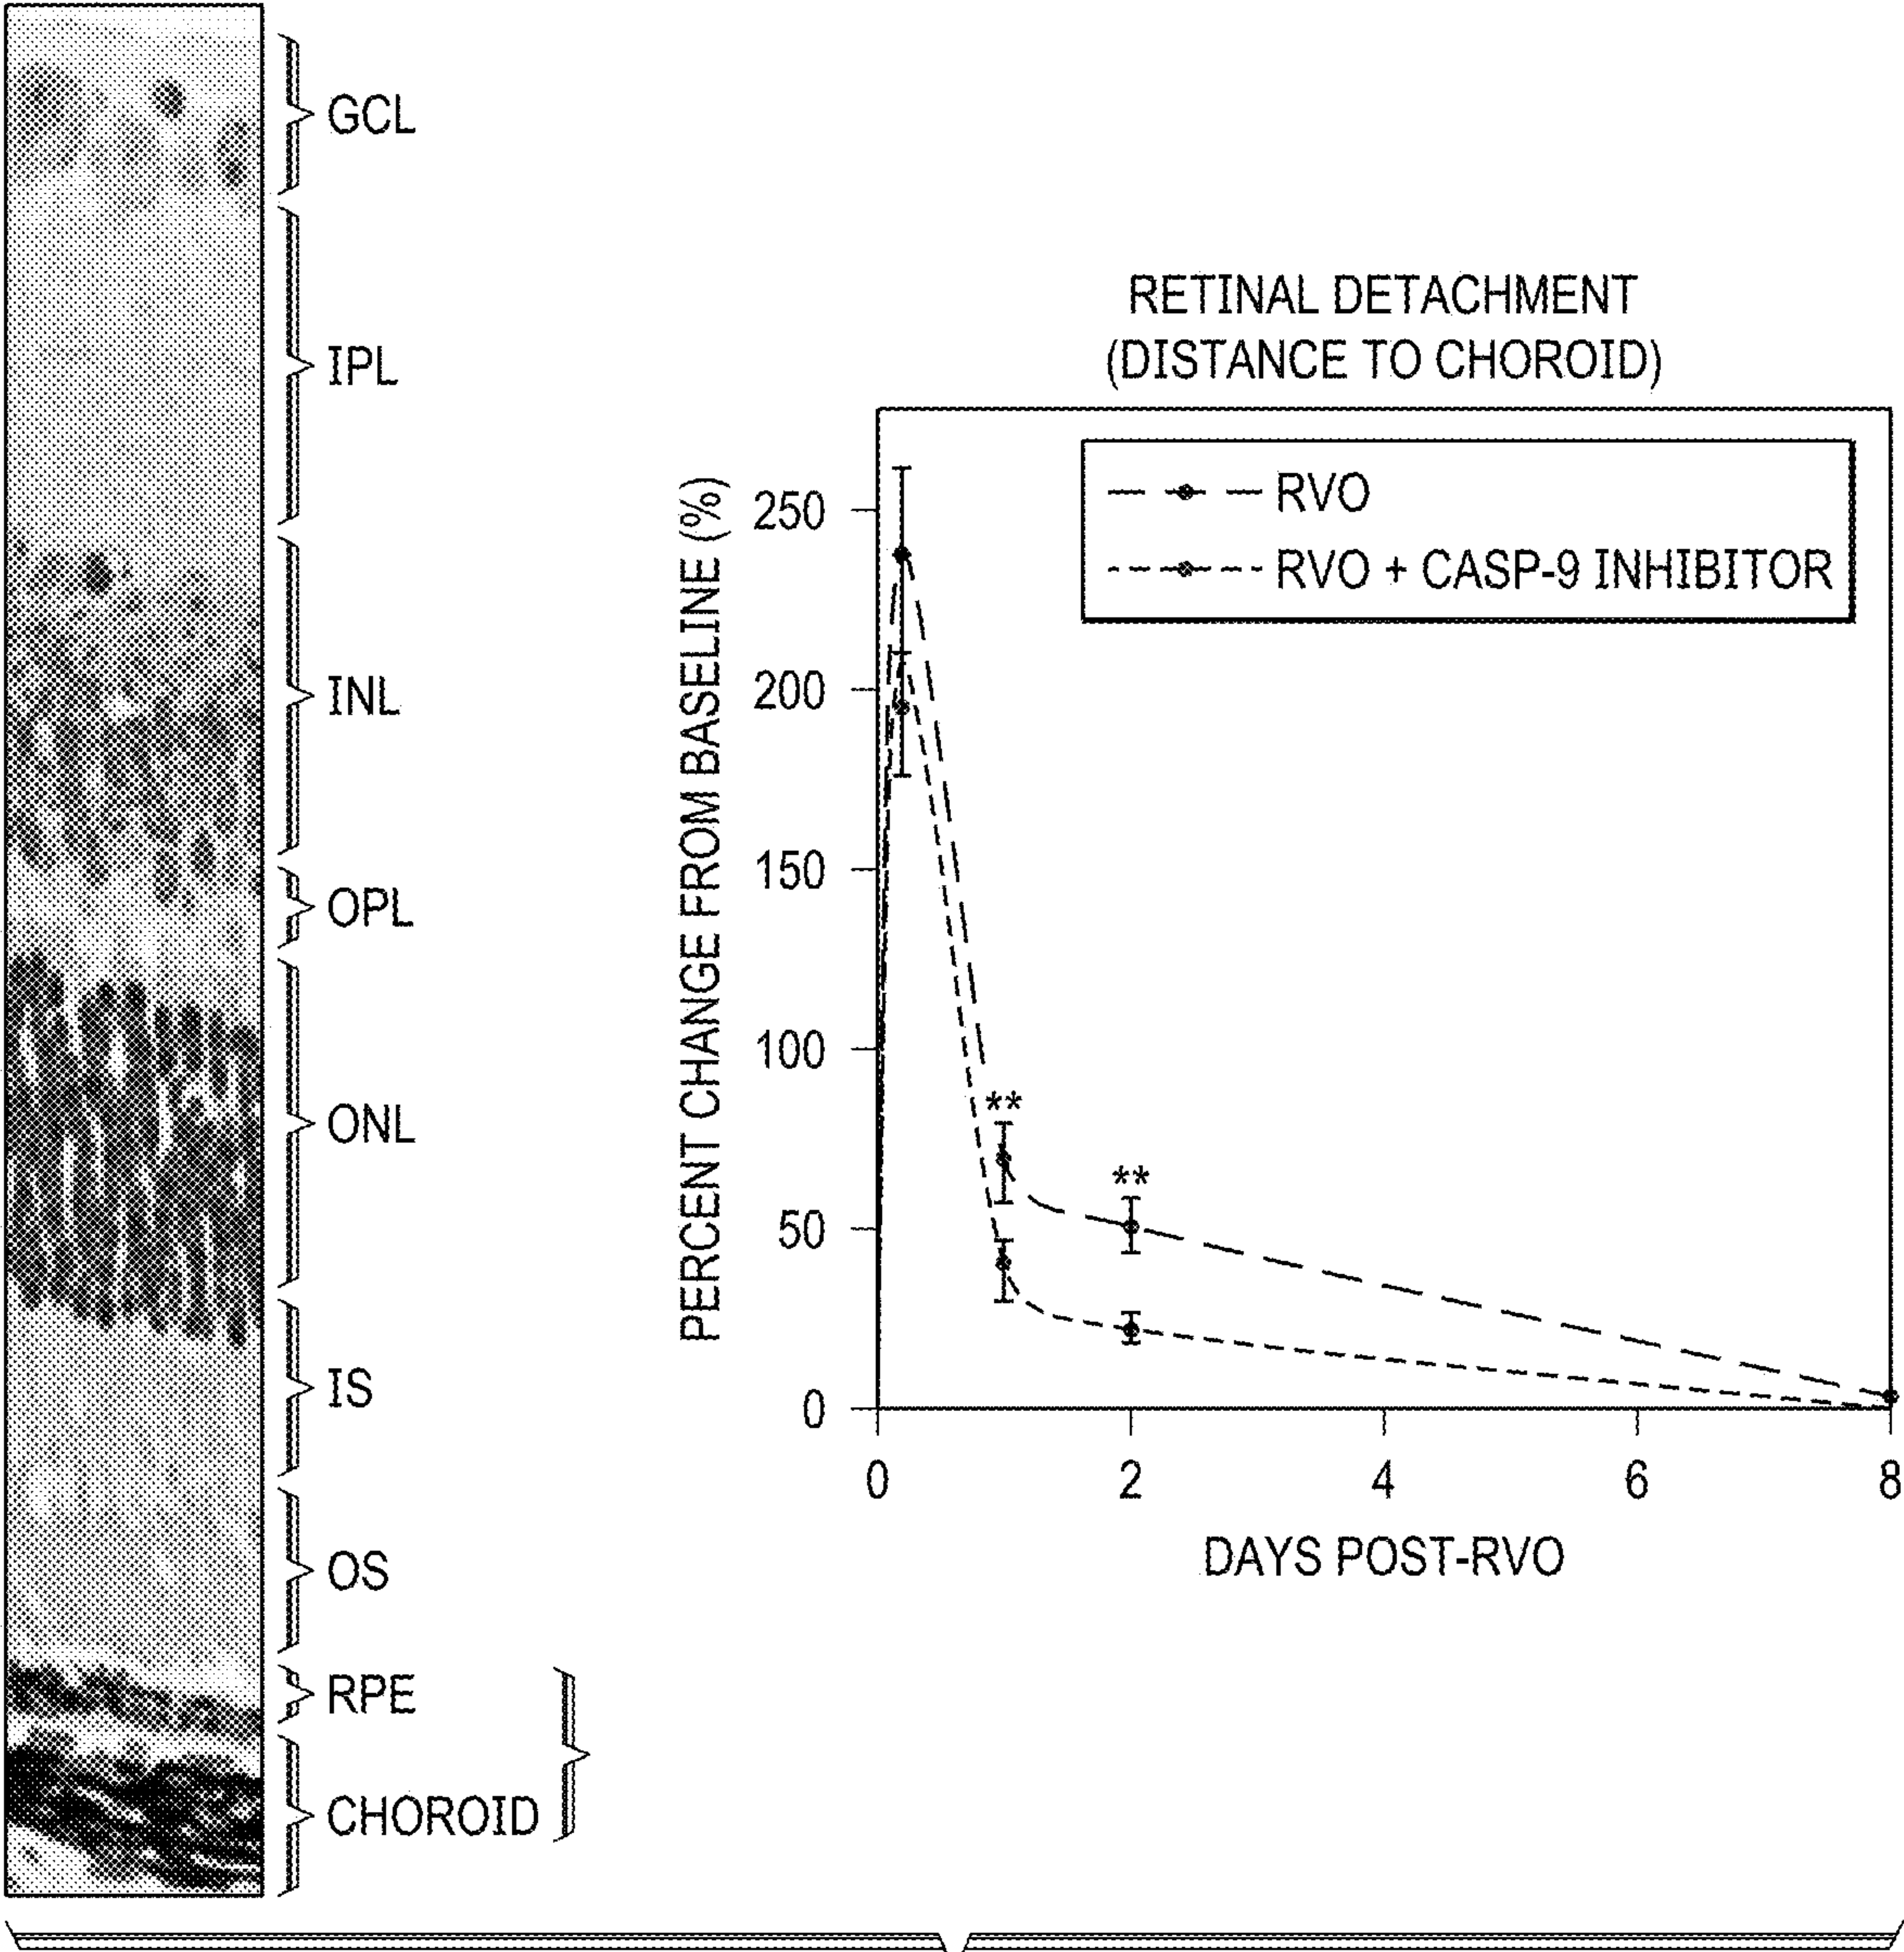 GCL
IPL
INL
OPL
ONL
IS
OS
RPE
CHOROID
RETINAL DETACHMENT
(DISTANCE TO CHOROID)
PERCENT CHANGE FROM BASELINE (%)
250
200
150
100
50
0
RVO
RVO + CASP-9 INHIBITOR
**
**
0 2 4 6 8
DAYS POST-RVO